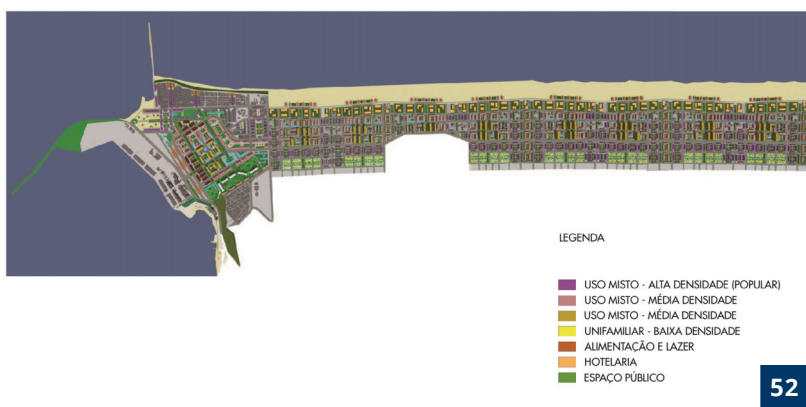 LEGENDA
USO MISTO - ALTA DENSIDADE (POPULAR)
USO MISTO - MÉDIA DENSIDADE
USO MISTO - MÉDIA DENSIDADE
UNIFAMILIAR - BAIXA DENSIDADE
ALIMENTAÇÃO E LAZER
HOTELARIA
ESPAÇO PÚBLICO
52